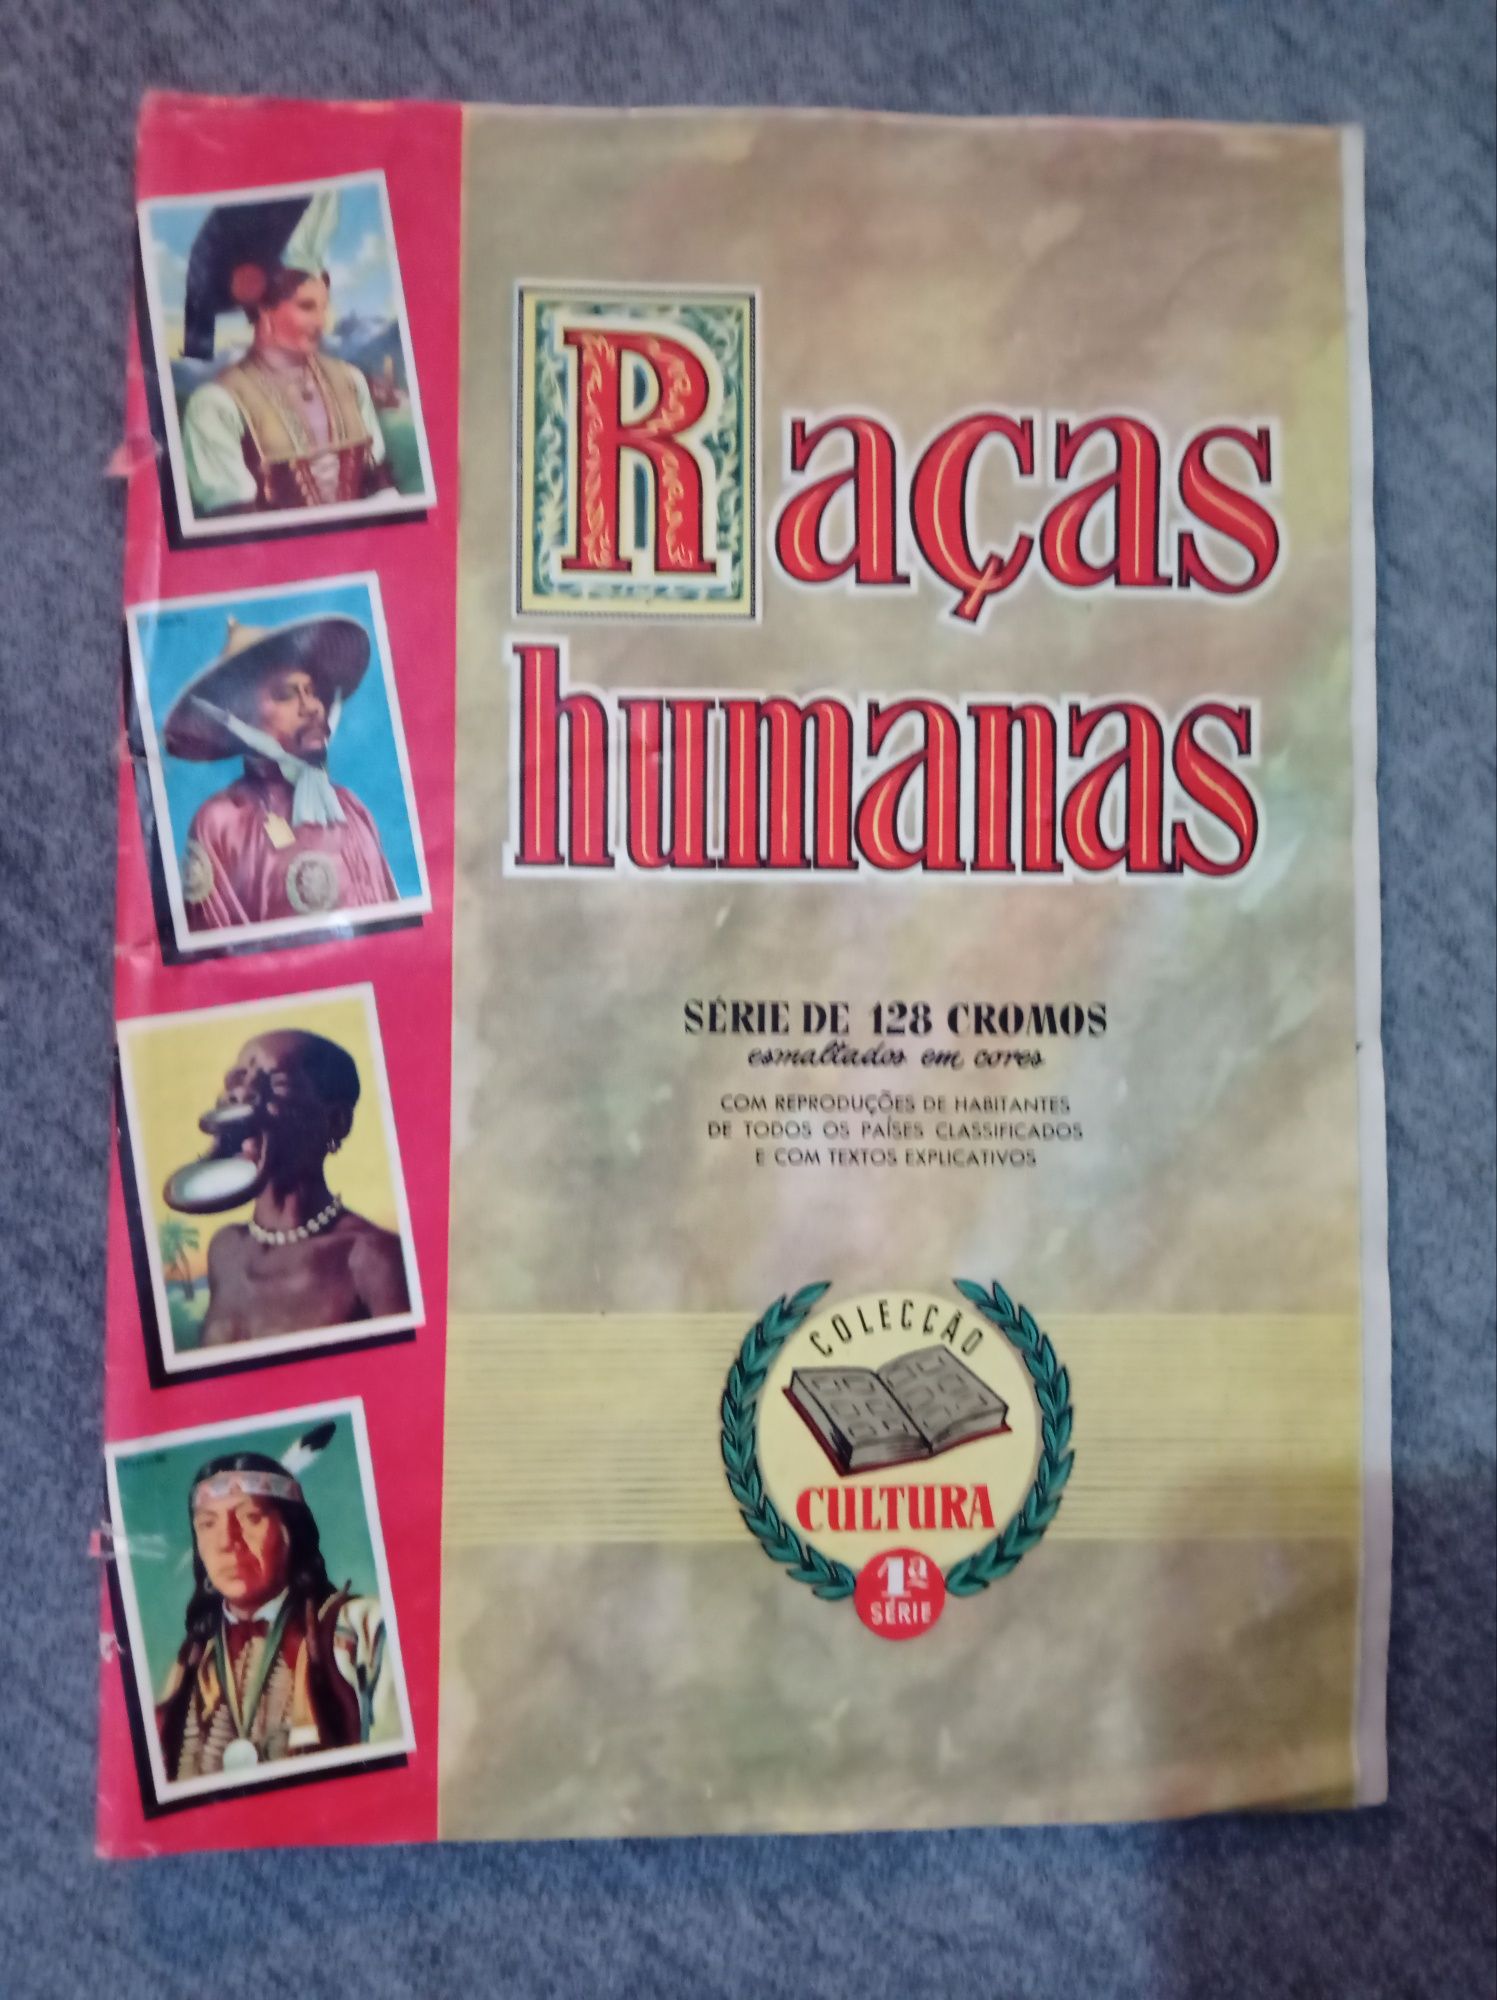 Raças
humanas
SÉRIE DE 128 CROMOS
esmaltados em cores
COM REPRODUÇÕES DE HABITANTES
DE TODOS OS PAÍSES CLASSIFICADOS
E COM TEXTOS EXPLICATIVOS
COLECÇÃO
CULTURA
1ª
SÉRIE